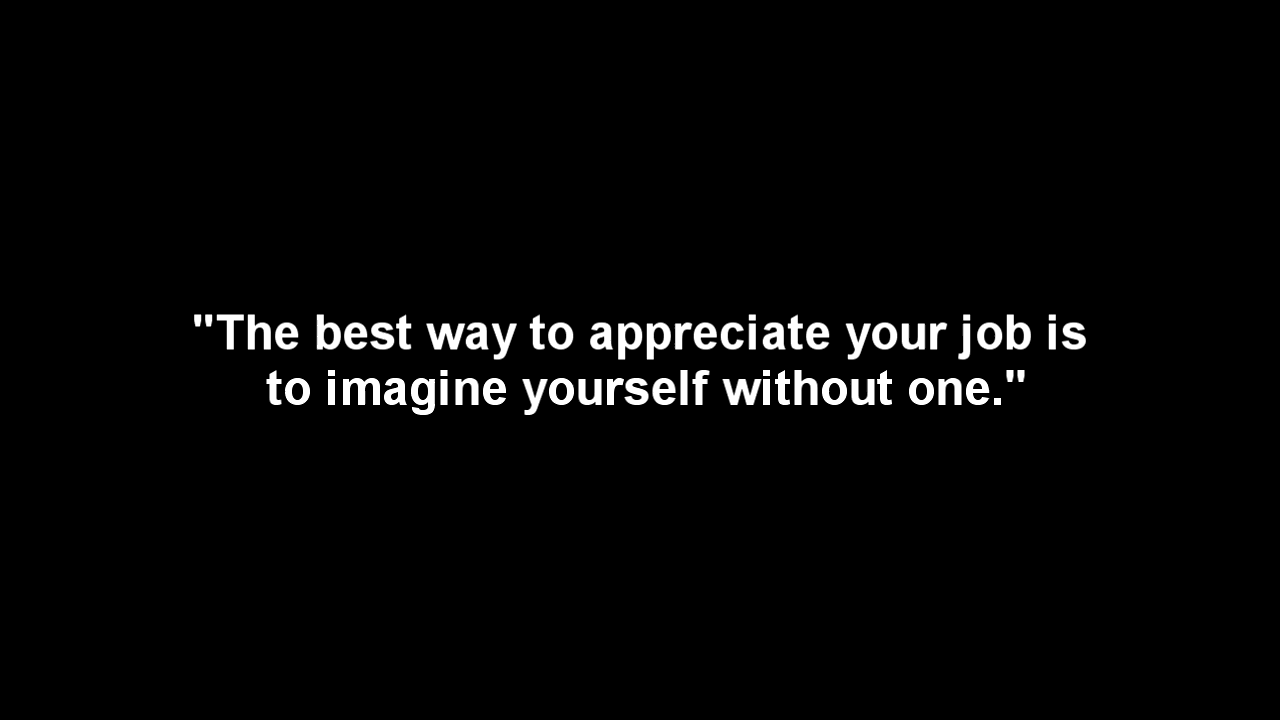 "The best way to appreciate your job is
to imagine yourself without one."